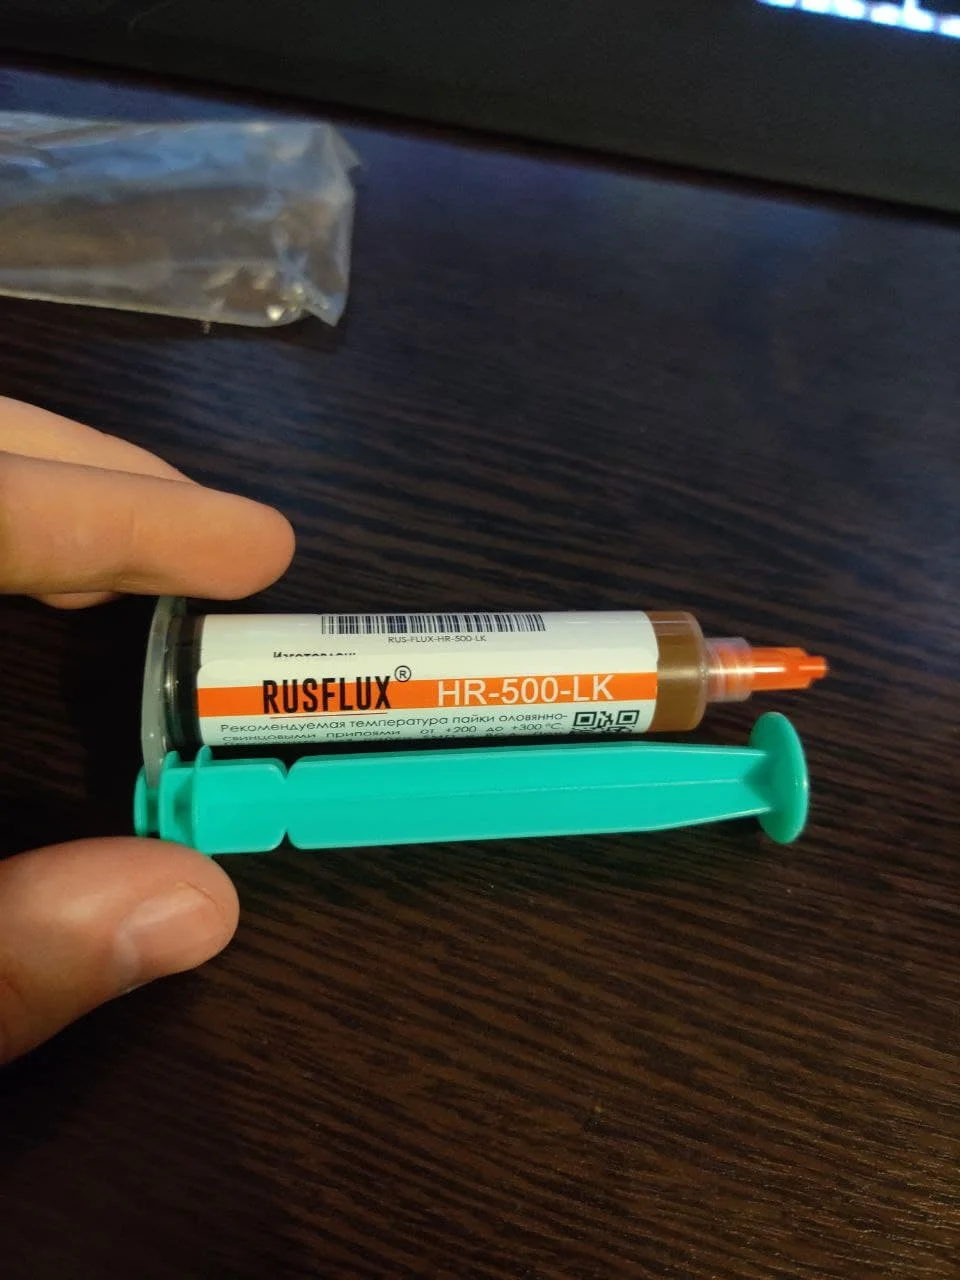 RUS-FLUX-HR-500-LK
RUSFLUX® HR-500-LK
Рекомендуемая температура пайки оловянно-
свинцовыми припоями от +200 до +300 °C.